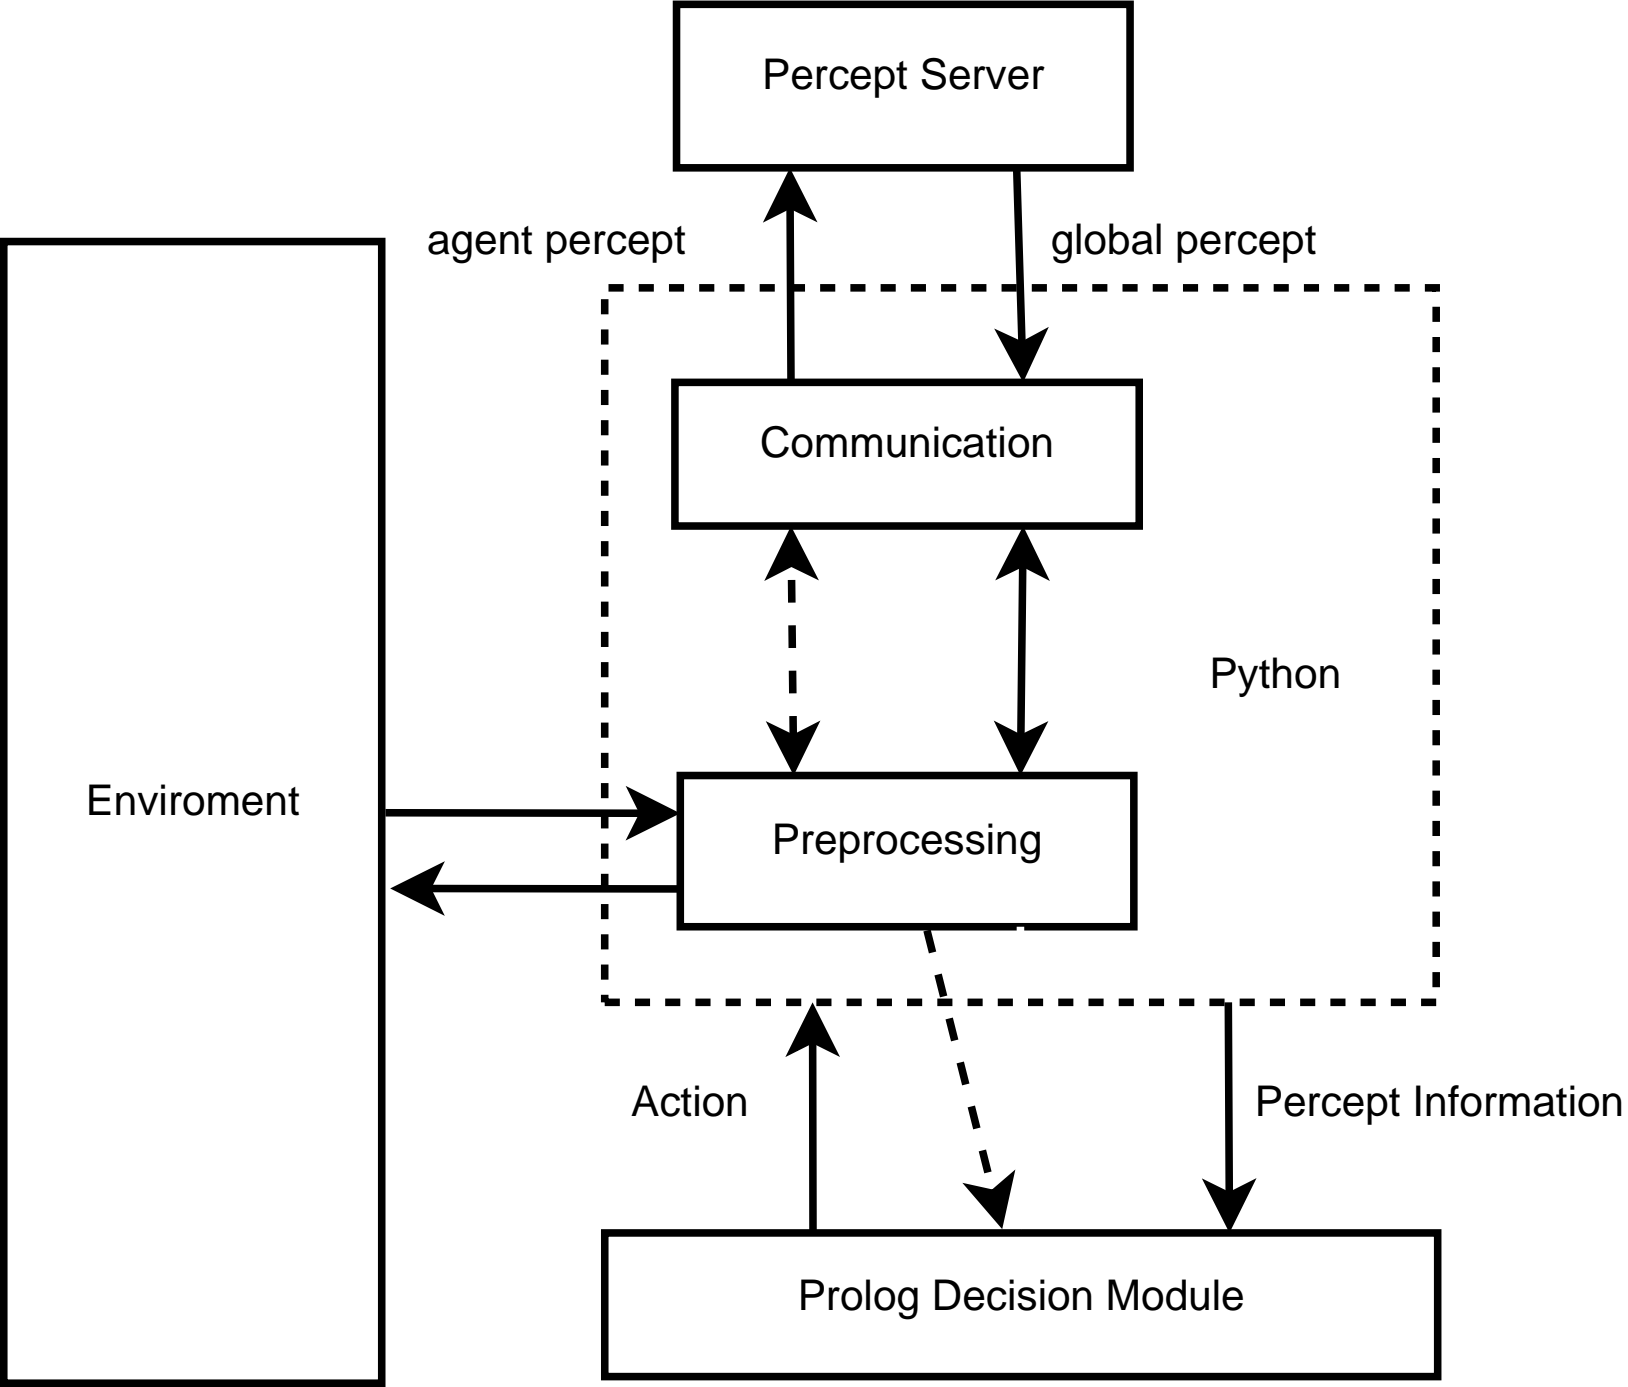 Percept Server
agent percept
global percept
Communication
Python
Enviroment
Preprocessing
Action
Percept Information
Prolog Decision Module